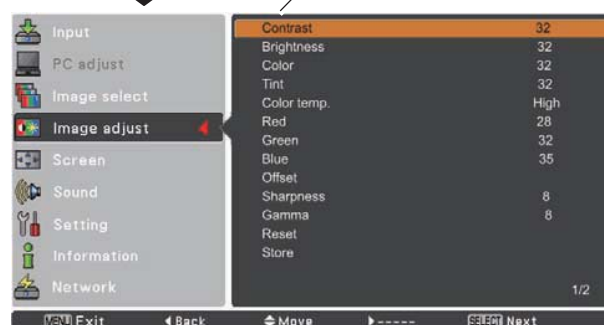 Input
PC adjust
Image select
Image adjust
Screen
Sound
Setting
Information
Network
Contrast 32
Brightness 32
Color 32
Tint 32
Color temp. High
Red 28
Green 32
Blue 35
Offset
Sharpness 8
Gamma 8
Reset
Store
1/2
MENU Exit ◀Back ◆Move ▶----- SELECT Next